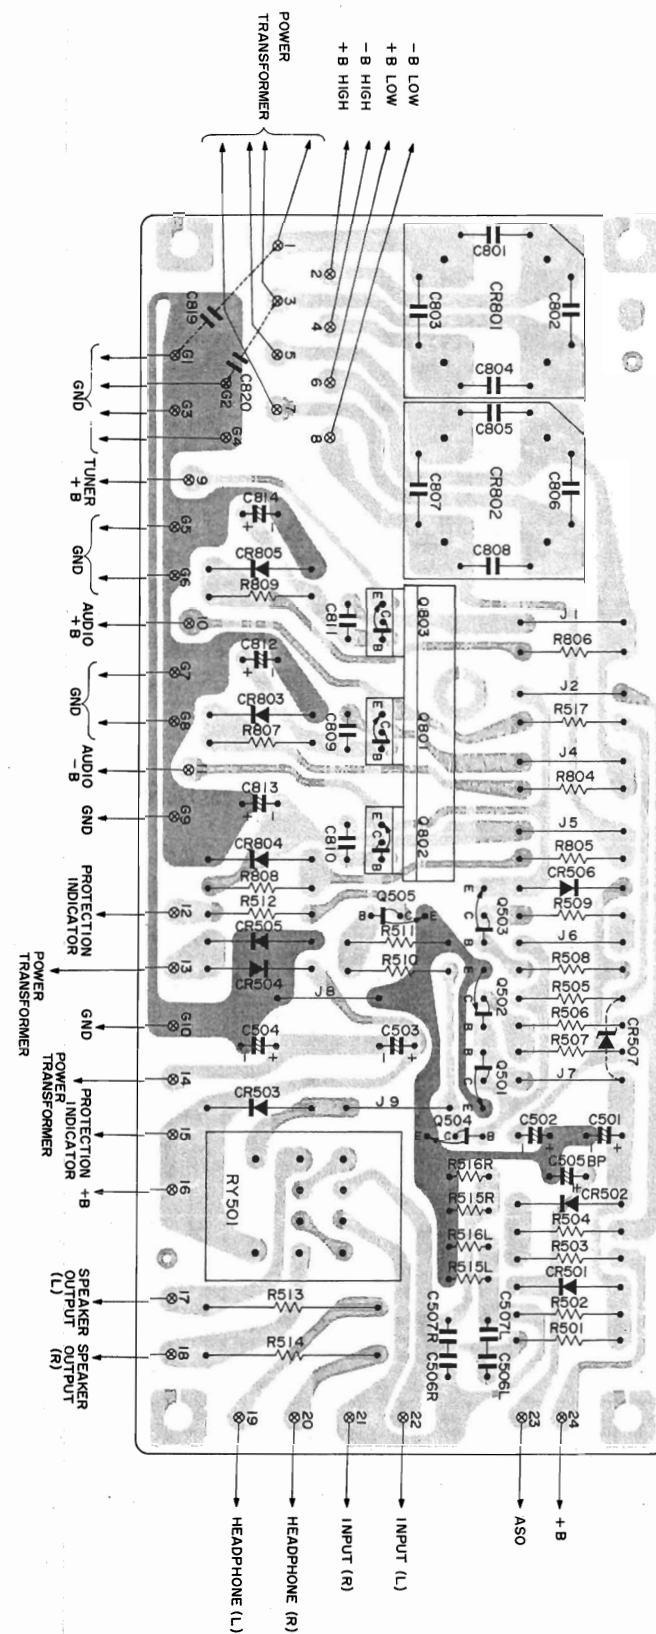 POWER
TRANSFORMER
+ B HIGH
− B HIGH
+ B LOW
− B LOW
1
2
3
4
5
6
7
8
C801
C802
C803
CR801
C804
C805
C806
C807
CR802
C808
C819
C820
G1
G2
G3
G4
GND
9
TUNER
+ B
C814
+ −
G5
G6
GND
CR805
R809
C811
E C B
Q803
J1
R806
10
AUDIO
+ B
C812
+ −
J2
G7
G8
GND
CR803
R807
C809
E C B
Q801
R517
J4
AUDIO
− B
R804
C813
+ −
G9
GND
C810
E C B
Q802
J5
CR804
R805
R808
CR506
12
PROTECTION
INDICATOR
R512
Q505
B C E
E C B
Q503
R509
CR505
R511
J6
13
POWER
TRANSFORMER
CR504
R510
R508
J8
E C B
Q502
R505
G10
GND
R506
C504
− +
C503
− +
R507
CR507
B C E
Q501
14
POWER
TRANSFORMER
J7
CR503
J9
15
PROTECTION
INDICATOR
Q504
E C B
C502
− +
C501
− +
R516R
C505BP
+
16
+B
RY501
R515R
CR502
R504
R516L
R503
R515L
CR501
17
SPEAKER
OUTPUT
(L)
R513
R502
C507R
C507L
R501
18
SPEAKER
OUTPUT
(R)
R514
C506R
C506L
19
20
21
22
23
24
HEADPHONE (L)
HEADPHONE (R)
INPUT (R)
INPUT (L)
ASO
+ B